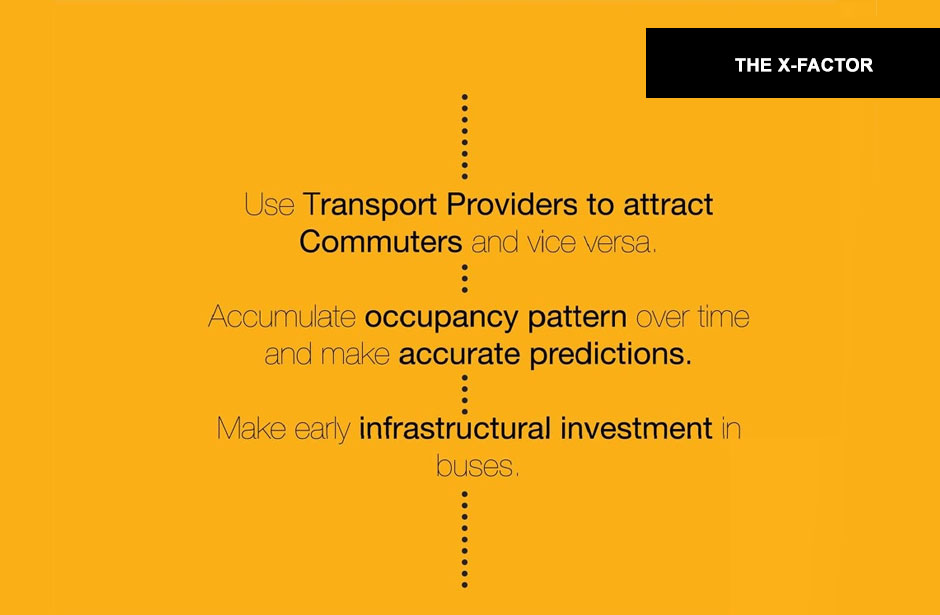 THE X-FACTOR
Use Transport Providers to attract
Commuters and vice versa.
Accumulate occupancy pattern over time
and make accurate predictions.
Make early infrastructural investment in
buses.